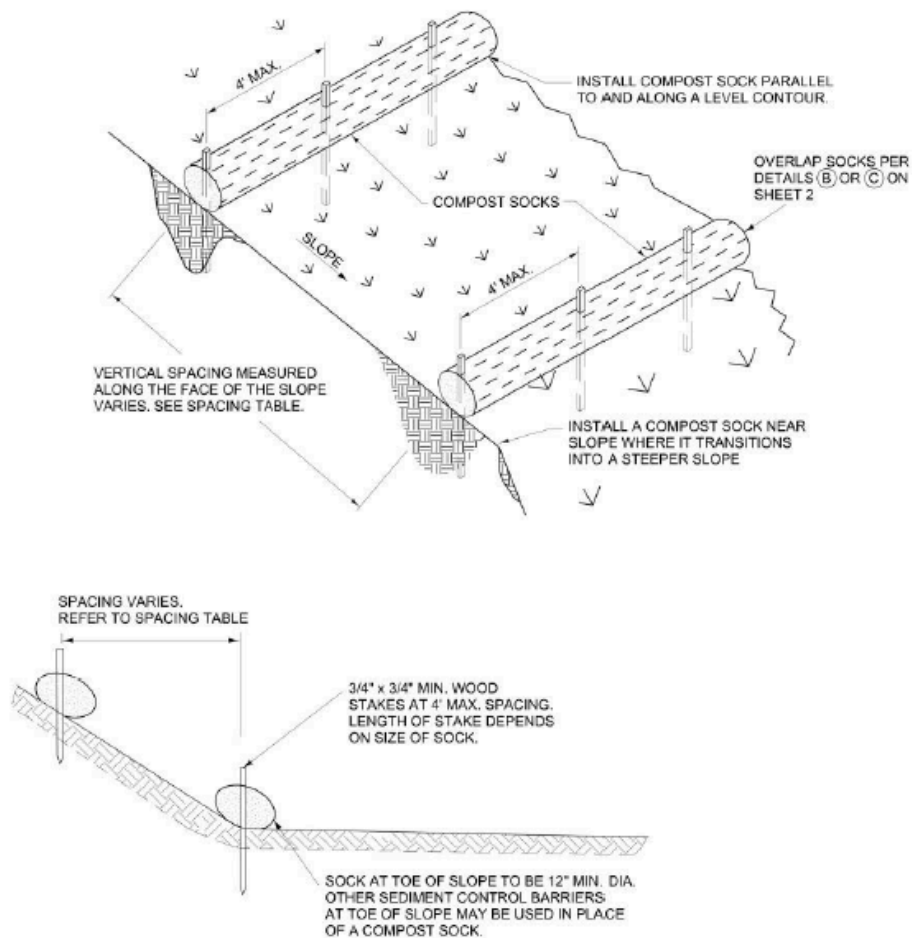 4' MAX.
INSTALL COMPOST SOCK PARALLEL
TO AND ALONG A LEVEL CONTOUR.
OVERLAP SOCKS PER
DETAILS (B) OR (C) ON
SHEET 2
COMPOST SOCKS
SLOPE
4' MAX.
VERTICAL SPACING MEASURED
ALONG THE FACE OF THE SLOPE
VARIES. SEE SPACING TABLE.
INSTALL A COMPOST SOCK NEAR
SLOPE WHERE IT TRANSITIONS
INTO A STEEPER SLOPE
SPACING VARIES.
REFER TO SPACING TABLE
3/4" x 3/4" MIN. WOOD
STAKES AT 4' MAX. SPACING.
LENGTH OF STAKE DEPENDS
ON SIZE OF SOCK.
SOCK AT TOE OF SLOPE TO BE 12" MIN. DIA.
OTHER SEDIMENT CONTROL BARRIERS
AT TOE OF SLOPE MAY BE USED IN PLACE
OF A COMPOST SOCK.